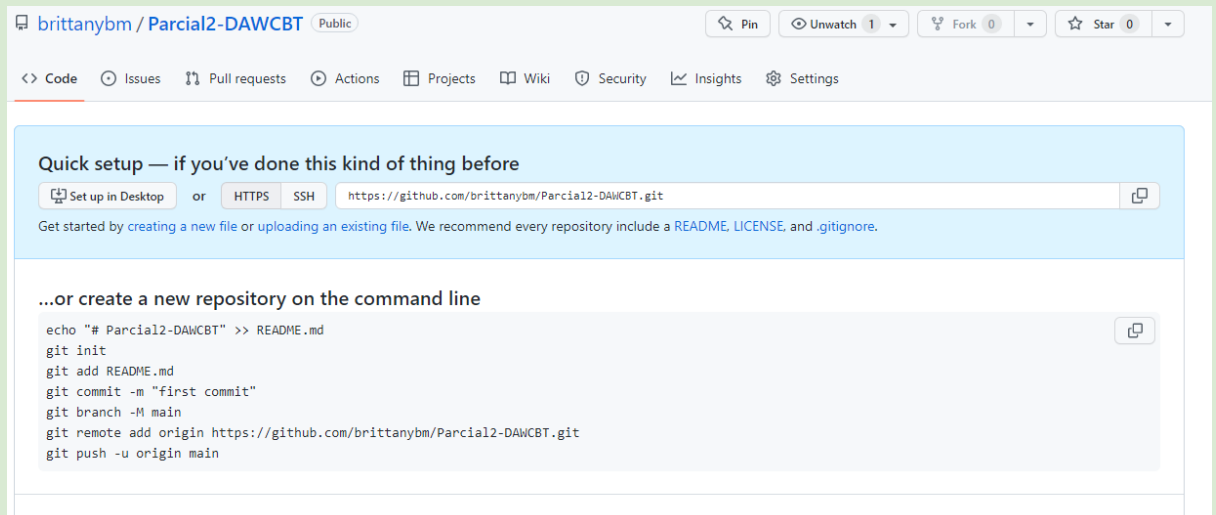 brittanybm / Parcial2-DAWCBT Public Pin Unwatch 1 Fork 0 Star 0
Code Issues Pull requests Actions Projects Wiki Security Insights Settings
Quick setup — if you've done this kind of thing before
Set up in Desktop or HTTPS SSH https://github.com/brittanybm/Parcial2-DAWCBT.git
Get started by creating a new file or uploading an existing file. We recommend every repository include a README, LICENSE, and .gitignore.
...or create a new repository on the command line
echo "# Parcial2-DAWCBT" >> README.md
git init
git add README.md
git commit -m "first commit"
git branch -M main
git remote add origin https://github.com/brittanybm/Parcial2-DAWCBT.git
git push -u origin main